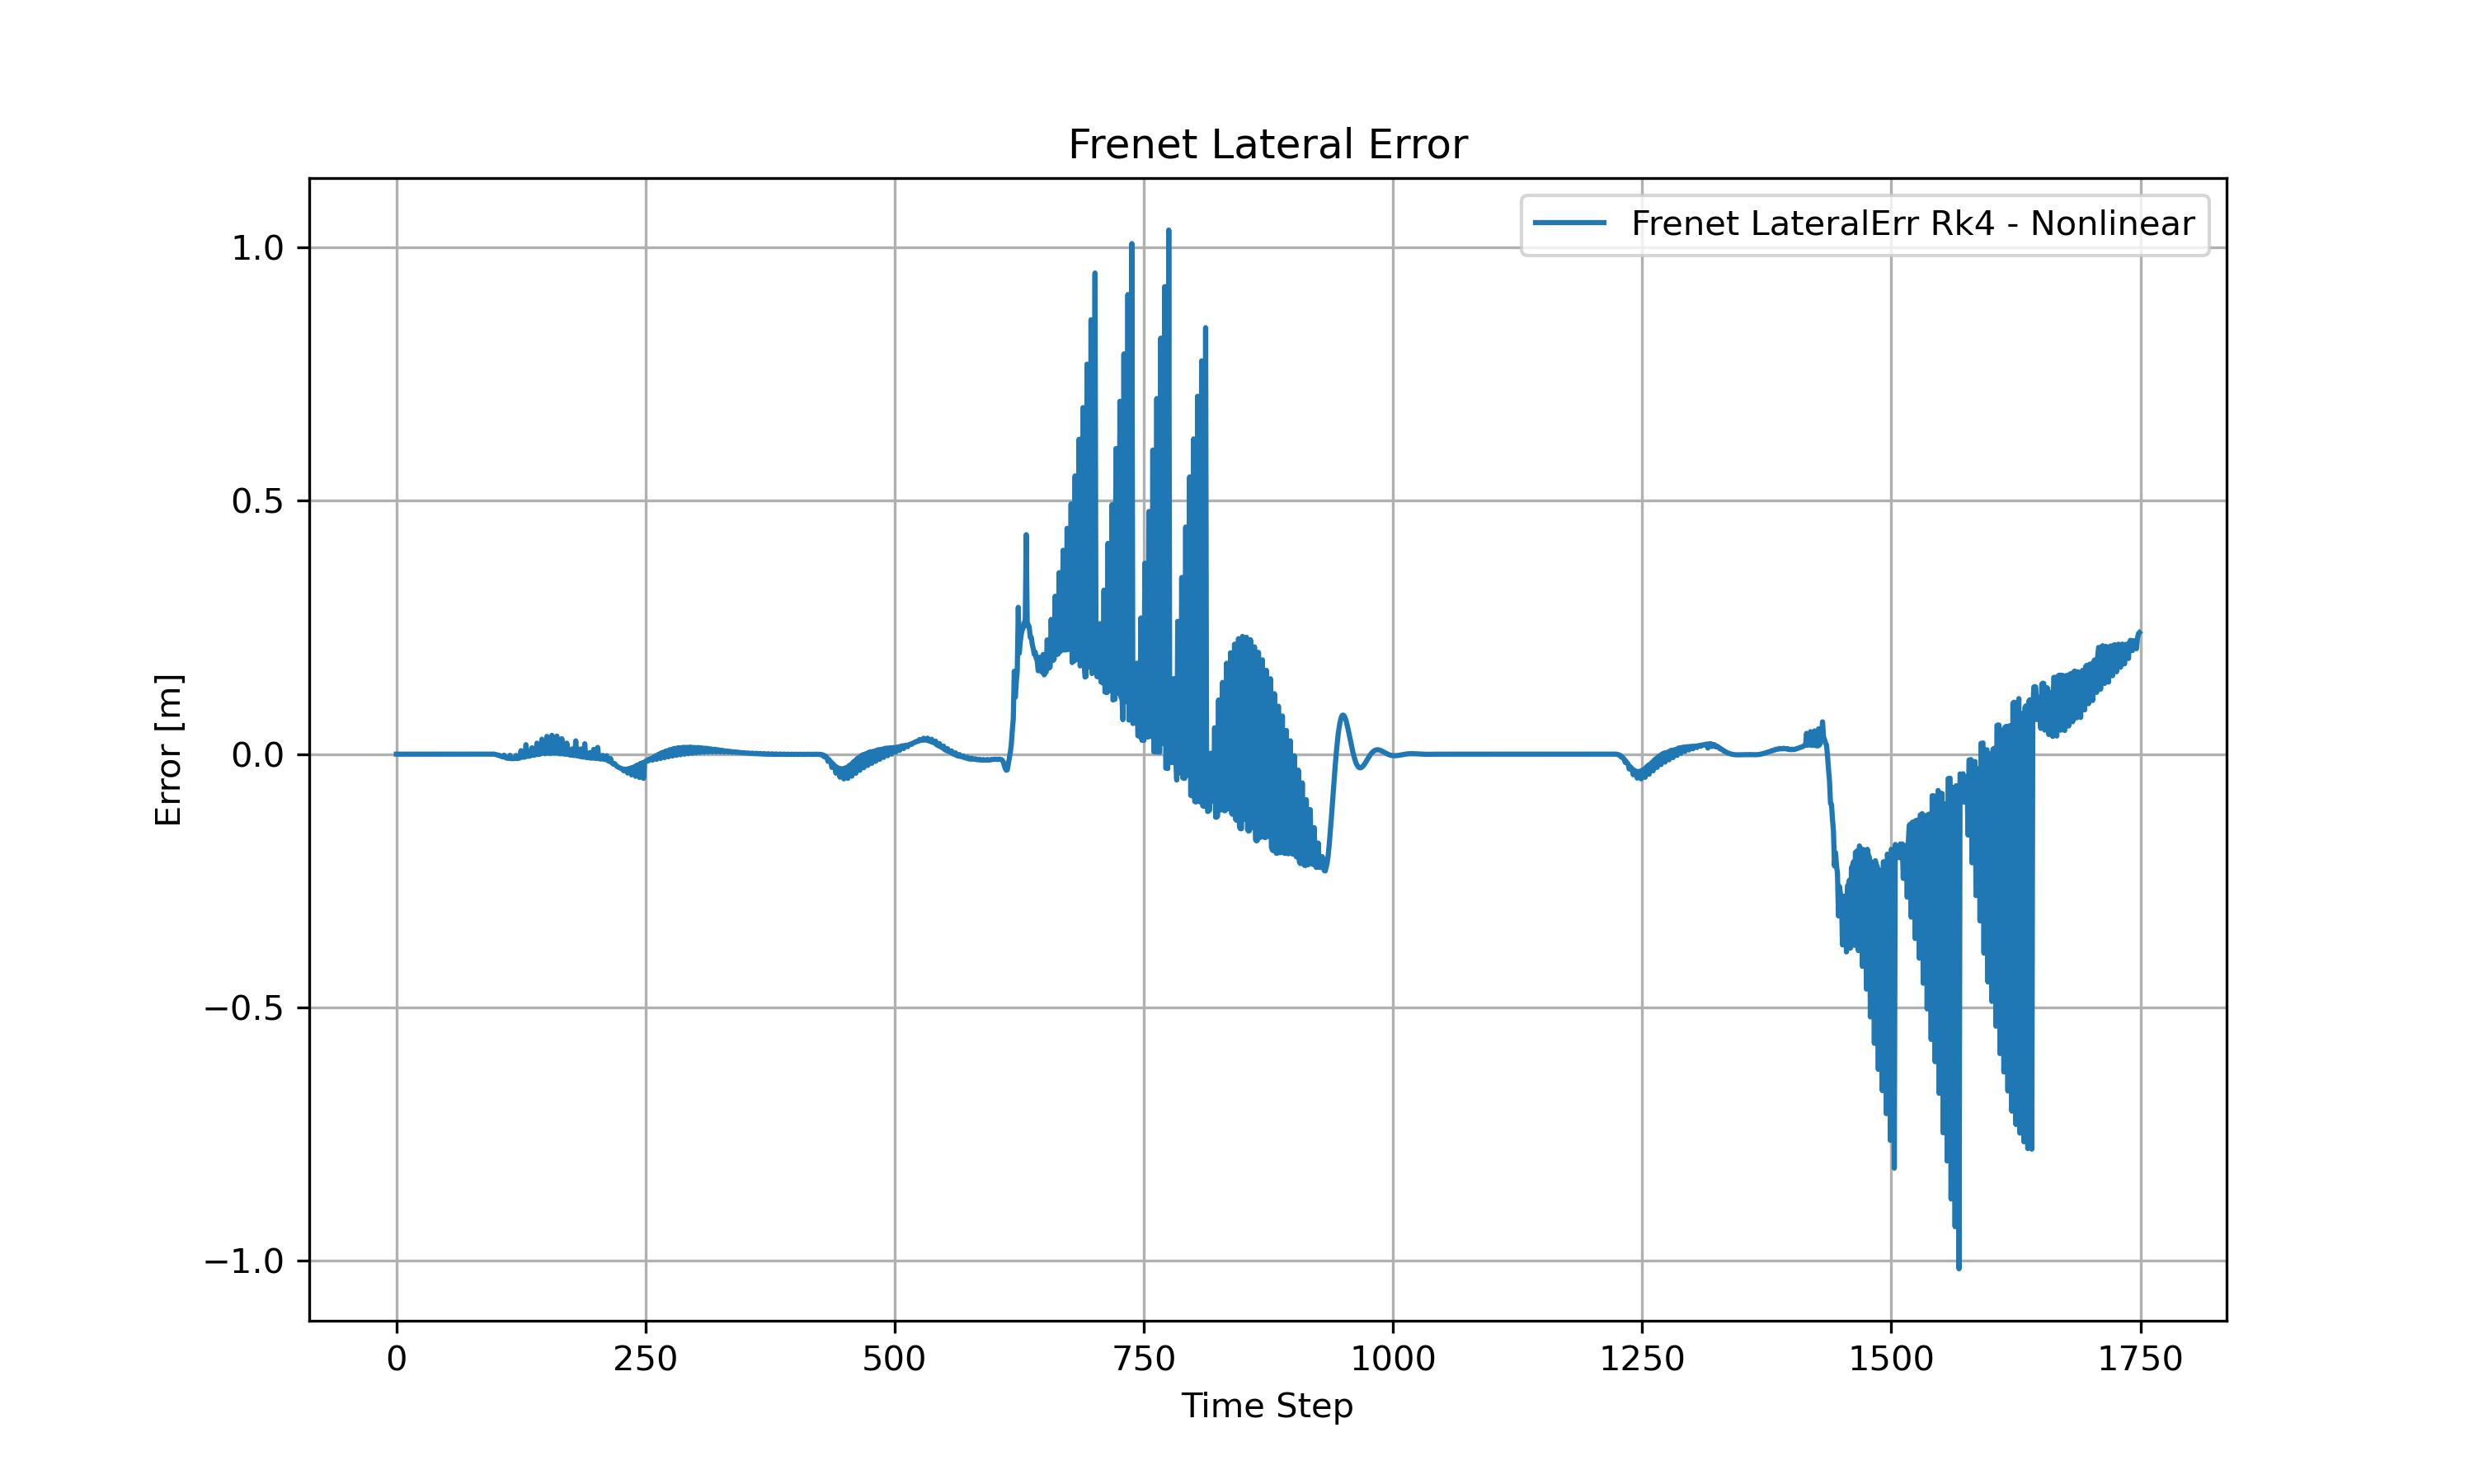 Frenet Lateral Error
Frenet LateralErr Rk4 - Nonlinear
Error [m]
1.0
0.5
0.0
−0.5
−1.0
0 250 500 750 1000 1250 1500 1750
Time Step